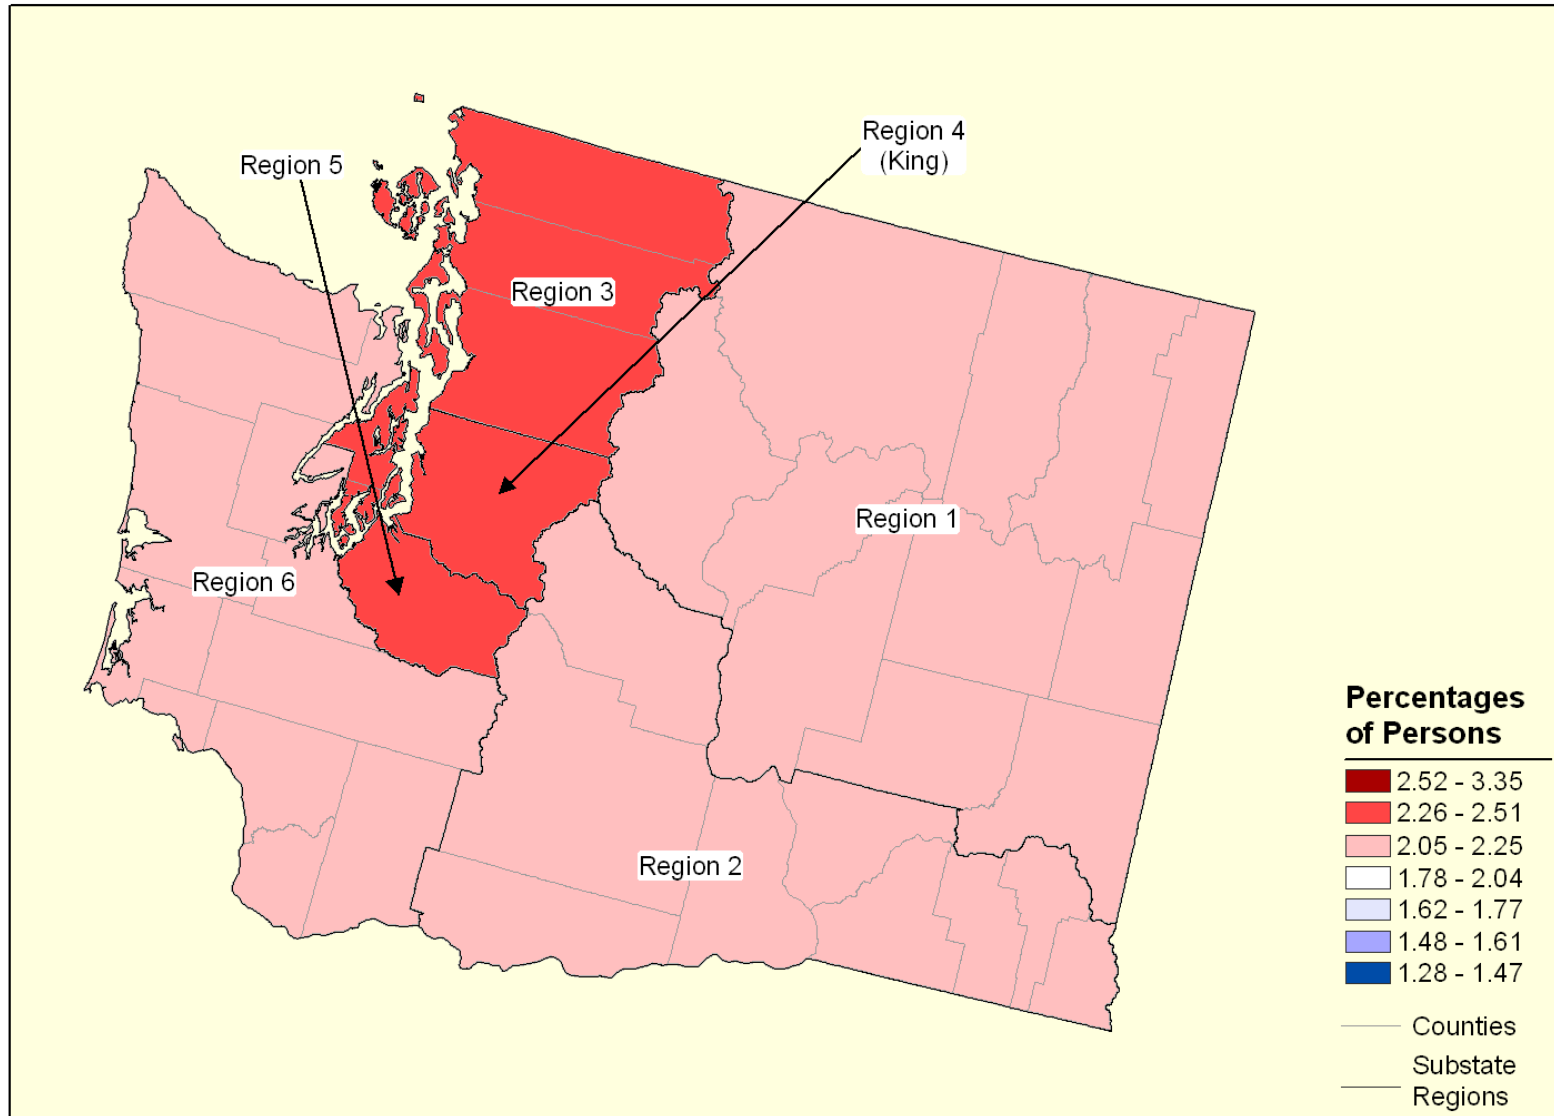 Region 4
(King)
Region 5
Region 3
Region 1
Region 6
Region 2
Percentages
of Persons
2.52 - 3.35
2.26 - 2.51
2.05 - 2.25
1.78 - 2.04
1.62 - 1.77
1.48 - 1.61
1.28 - 1.47
Counties
Substate
Regions